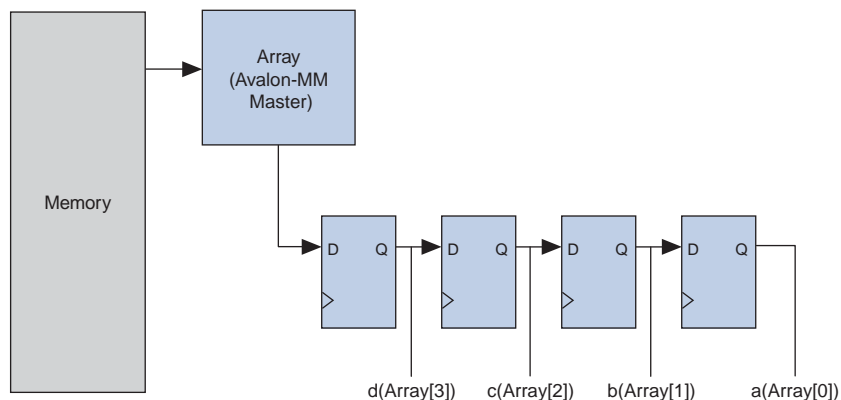 Array
(Avalon-MM
Master)
Memory
D Q D Q D Q D Q
d(Array[3]) c(Array[2]) b(Array[1]) a(Array[0])